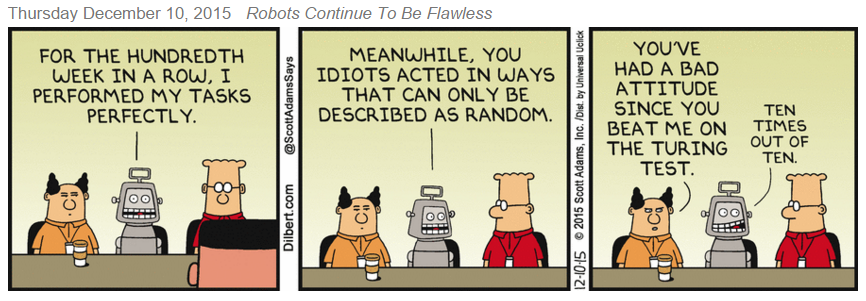 Thursday December 10, 2015 Robots Continue To Be Flawless
FOR THE HUNDREDTH
WEEK IN A ROW, I
PERFORMED MY TASKS
PERFECTLY.
@ScottAdamsSays
Dilbert.com
MEANWHILE, YOU
IDIOTS ACTED IN WAYS
THAT CAN ONLY BE
DESCRIBED AS RANDOM.
12-10-15 © 2015 Scott Adams, Inc. /Dist. by Universal Uclick
YOU'VE
HAD A BAD
ATTITUDE
SINCE YOU
BEAT ME ON
THE TURING
TEST.
TEN
TIMES
OUT OF
TEN.